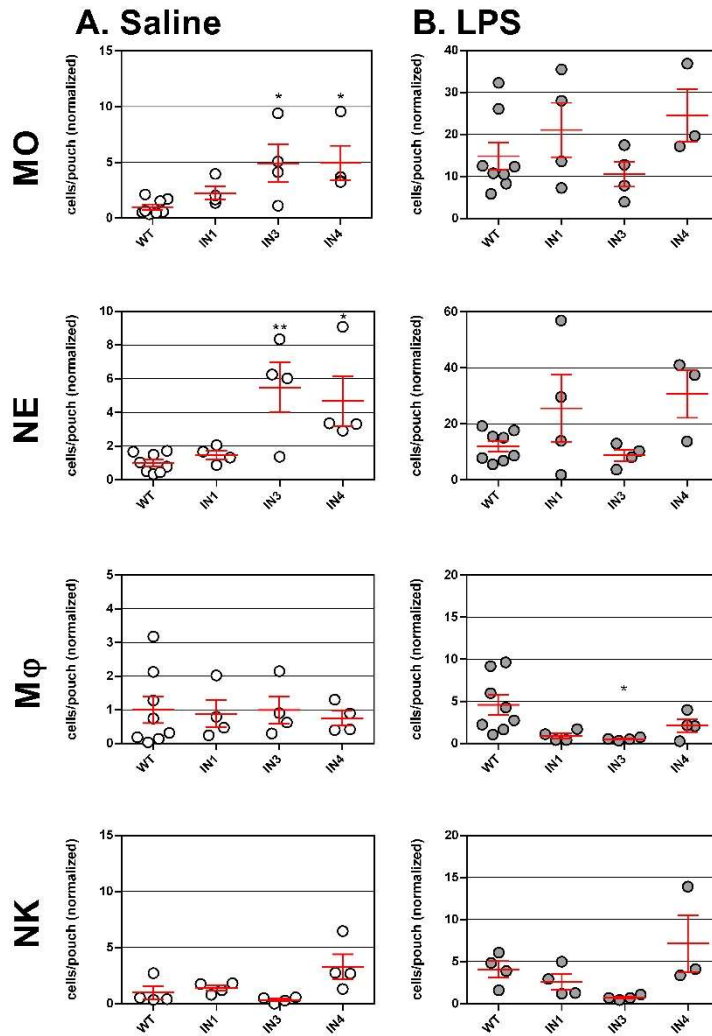 A. Saline
B. LPS
MO
cells/pouch (normalized)
15
10
5
0
* *
WT IN1 IN3 IN4
cells/pouch (normalized)
40
30
20
10
0
WT IN1 IN3 IN4
NE
cells/pouch (normalized)
10
8
6
4
2
0
** *
WT IN1 IN3 IN4
cells/pouch (normalized)
60
40
20
0
WT IN1 IN3 IN4
Mφ
cells/pouch (normalized)
5
4
3
2
1
0
WT IN1 IN3 IN4
cells/pouch (normalized)
20
15
10
5
0
*
WT IN1 IN3 IN4
NK
cells/pouch (normalized)
15
10
5
0
WT IN1 IN3 IN4
cells/pouch (normalized)
20
15
10
5
0
WT IN1 IN3 IN4